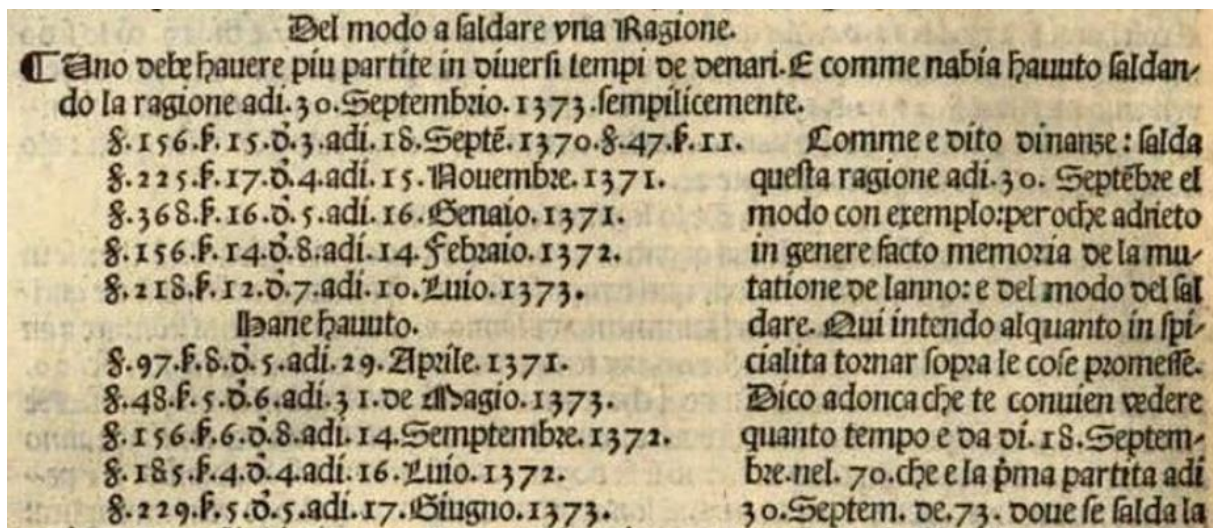 Del modo a saldare vna Ragione.
¶ Uno debe hauere piu partite in diuersi tempi de denari. E comme nabia hauuto saldan-
do la ragione adi. 30. Septembrio. 1373. sempilicemente.
§. 156. ẜ. 15. đ. 3. adi. 18. Septẽ. 1370. §. 47. ẜ. 11.
§. 225. ẜ. 17. đ. 4. adi. 15. Nouembre. 1371.
§. 368. ẜ. 16. đ. 5. adi. 16. Genaio. 1371.
§. 156. ẜ. 14. đ. 8. adi. 14. Febraio. 1372.
§. 218. ẜ. 12. đ. 7. adi. 10. Luio. 1373.
Hane hauuto.
§. 97. ẜ. 8. đ. 5. adi. 29. Aprile. 1371.
§. 48. ẜ. 5. đ. 6. adi. 31. de Magio. 1373.
§. 156. ẜ. 6. đ. 8. adi. 14. Semptembre. 1372.
§. 185. ẜ. 4. đ. 4. adi. 16. Luio. 1372.
§. 229. ẜ. 5. đ. 5. adi. 17. Giugno. 1373.
Comme e dito dinanse: salda
questa ragione adi. 30. Septẽbre el
modo con exemplo: peroche adrieto
in genere facto memoria de la mu-
tatione de lanno: e del modo del sal
dare. Qui intendo alquanto in spi-
cialita tornar sopra le cose promesse.
Dico adonca che te conuien vedere
quanto tempo e da di. 18. Septem-
bre nel. 70. che e la p̃ma partita adi
30. Septem. de. 73. doue se salda la